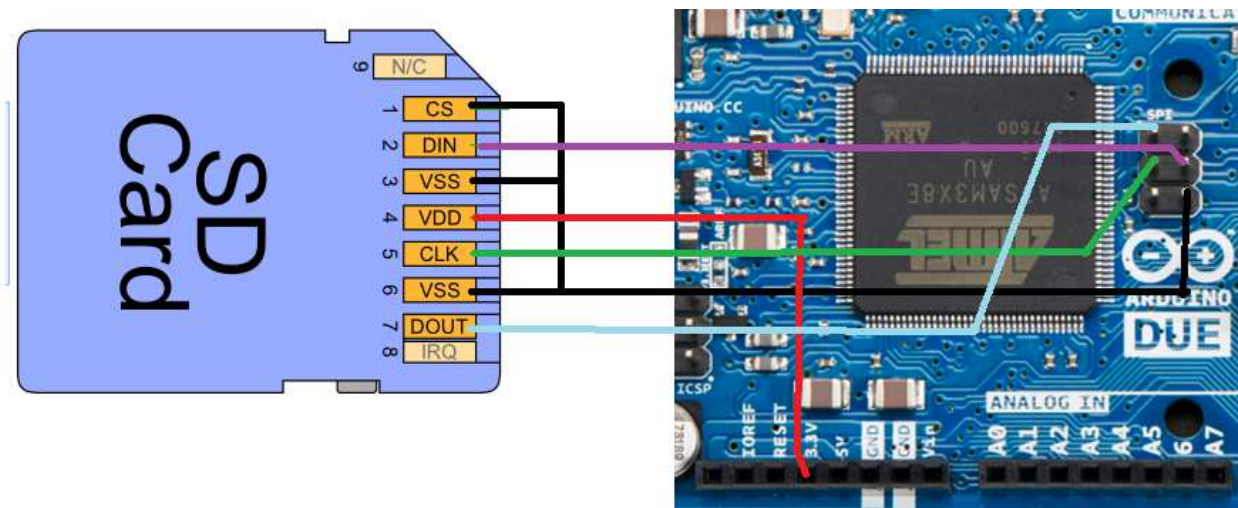 SD
Card
9 N/C
1 CS
2 DIN
3 VSS
4 VDD
5 CLK
6 VSS
7 DOUT
8 IRQ
COMMUNICA
UINO.CC
SPI
ARM
AU
ATMEL
ARDUINO
DUE
ICSP
ANALOG IN
IOREF
RESET
3.3V
5V
GND
GND
Vin
A0
A1
A2
A3
A4
A5
6
A7